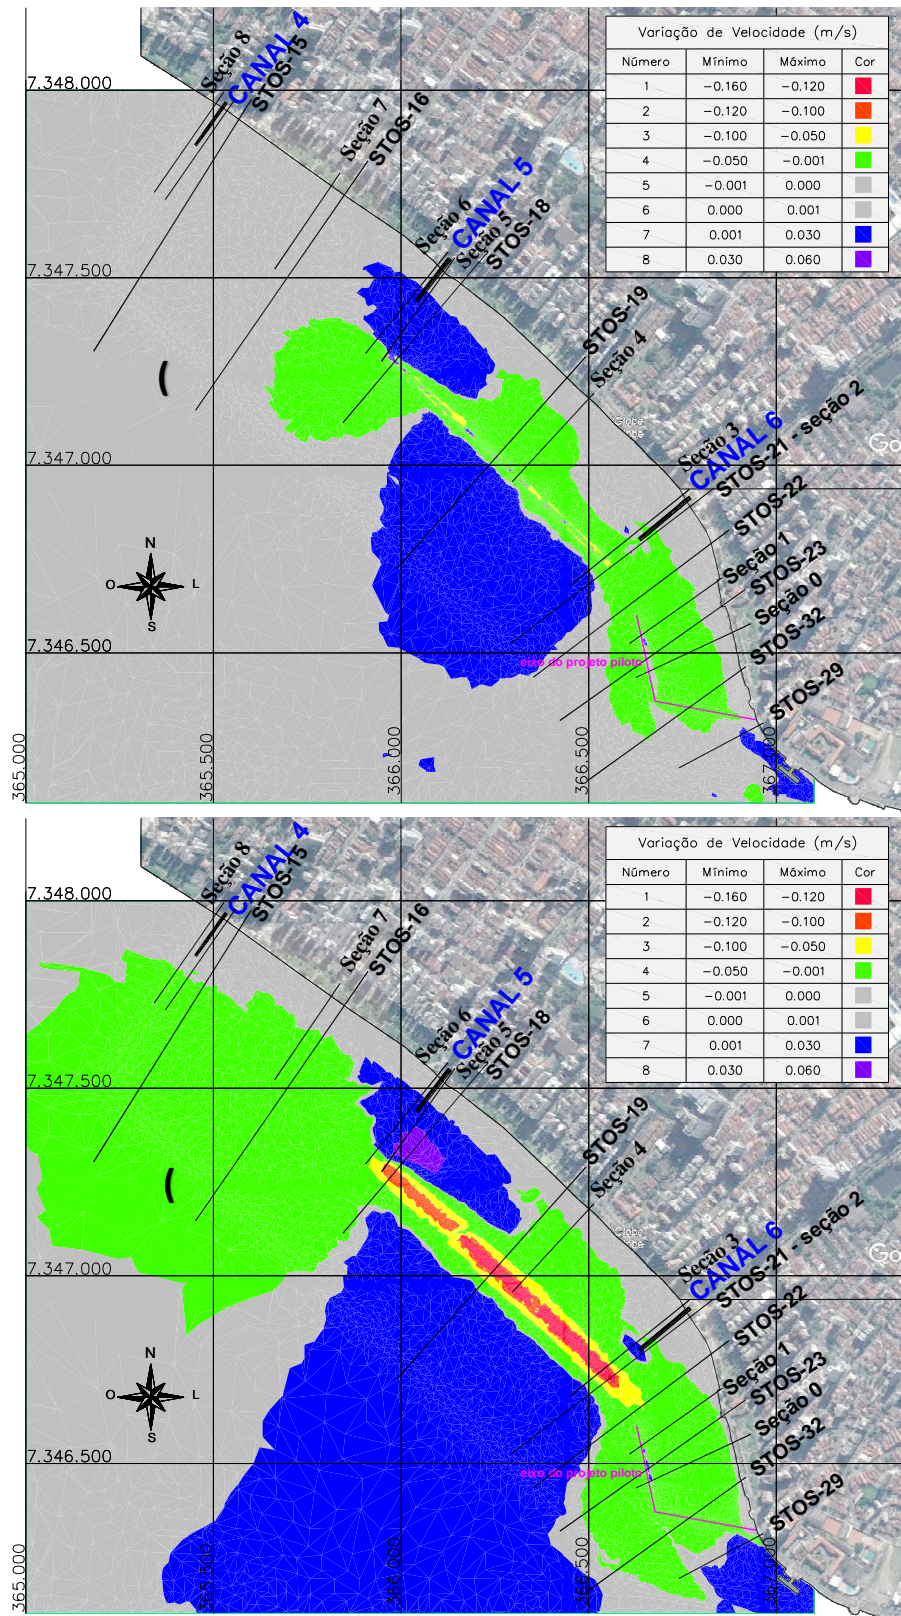 Variação de Velocidade (m/s)
Número Mínimo Máximo Cor
1 −0.160 −0.120
2 −0.120 −0.100
3 −0.100 −0.050
4 −0.050 −0.001
5 −0.001 0.000
6 0.000 0.001
7 0.001 0.030
8 0.030 0.060
Seção 8
CANAL 4
STOS-15
7.348.000
Seção 7
STOS-16
Seção 6
CANAL 5
Seção 5
STOS-18
7.347.500
STOS-19
Seção 4
Globe
Seção 3
CANAL 6
STOS-21 - seção 2
Go
7.347.000
STOS-22
N
O L
S
Seção 1
STOS-23
Seção 0
STOS-32
7.346.500
eixo do projeto piloto
STOS-29
365.000
365.500
366.000
366.500
367.000
Variação de Velocidade (m/s)
Número Mínimo Máximo Cor
1 −0.160 −0.120
2 −0.120 −0.100
3 −0.100 −0.050
4 −0.050 −0.001
5 −0.001 0.000
6 0.000 0.001
7 0.001 0.030
8 0.030 0.060
Seção 8
CANAL 4
STOS-15
7.348.000
Seção 7
STOS-16
Seção 6
CANAL 5
Seção 5
STOS-18
7.347.500
STOS-19
Seção 4
Globe
Seção 3
CANAL 6
STOS-21 - seção 2
Go
7.347.000
STOS-22
N
O L
S
Seção 1
STOS-23
Seção 0
STOS-32
7.346.500
eixo do projeto piloto
STOS-29
365.000
365.500
366.000
366.500
367.000